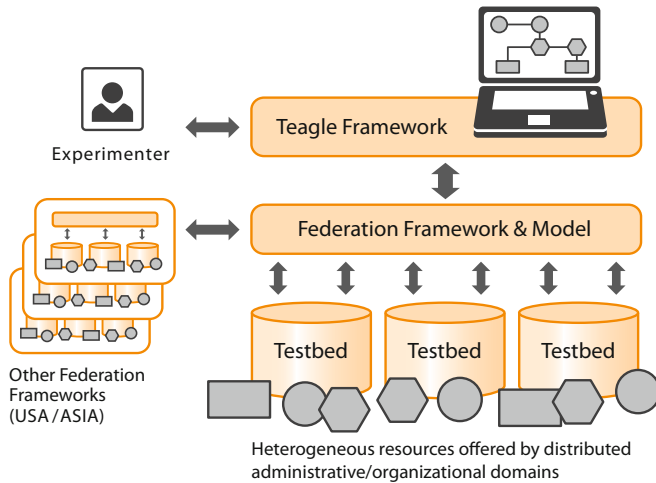 Experimenter
Teagle Framework
Federation Framework & Model
Testbed
Testbed
Testbed
Other Federation
Frameworks
(USA/ASIA)
Heterogeneous resources offered by distributed
administrative/organizational domains